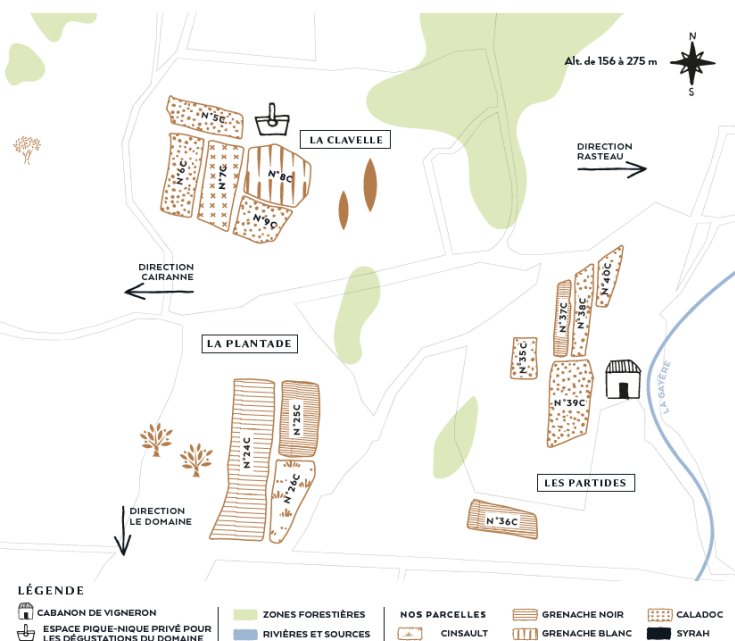 N
Alt. de 156 à 275 m
S
N°5C
LA CLAVELLE
DIRECTION
RASTEAU
N°6C
N°7C
N°8C
N°9C
DIRECTION
CAIRANNE
N°40C
N°38C
N°37C
LA PLANTADE
N°35C
LA GAYÈRE
N°39C
N°25C
N°24C
N°26C
LES PARTIDES
DIRECTION
LE DOMAINE
N°36C
LÉGENDE
CABANON DE VIGNERON
ESPACE PIQUE-NIQUE PRIVÉ POUR
LES DÉGUSTATIONS DU DOMAINE
ZONES FORESTIÈRES
RIVIÈRES ET SOURCES
NOS PARCELLES
CINSAULT
GRENACHE NOIR
GRENACHE BLANC
CALADOC
SYRAH